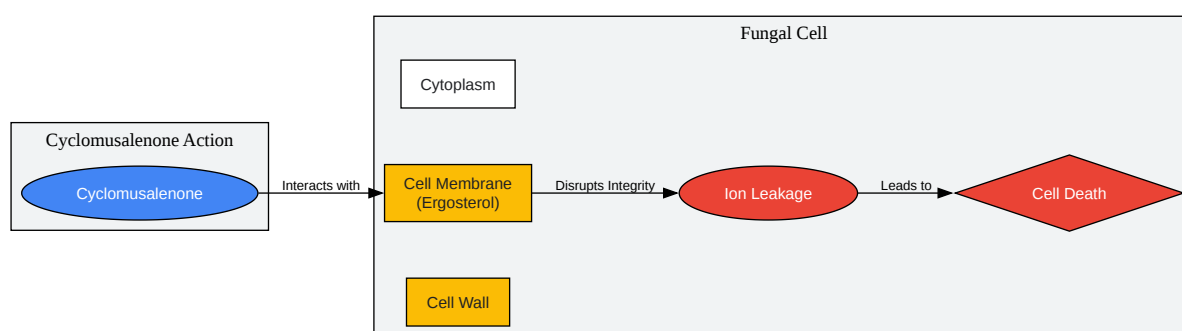 Fungal Cell
Cytoplasm
Cyclomusalenone Action
Cyclomusalenone
Interacts with
Cell Membrane
(Ergosterol)
Disrupts Integrity
Ion Leakage
Leads to
Cell Death
Cell Wall